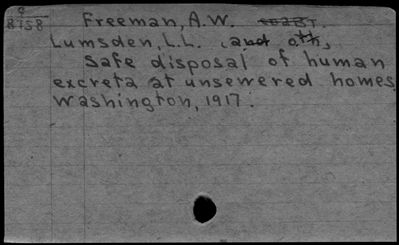 8158
Freeman, A.W.
Lumsden, L.L. and oth,
Safe disposal of human
excreta at unsewered homes.
Washington, 1917.